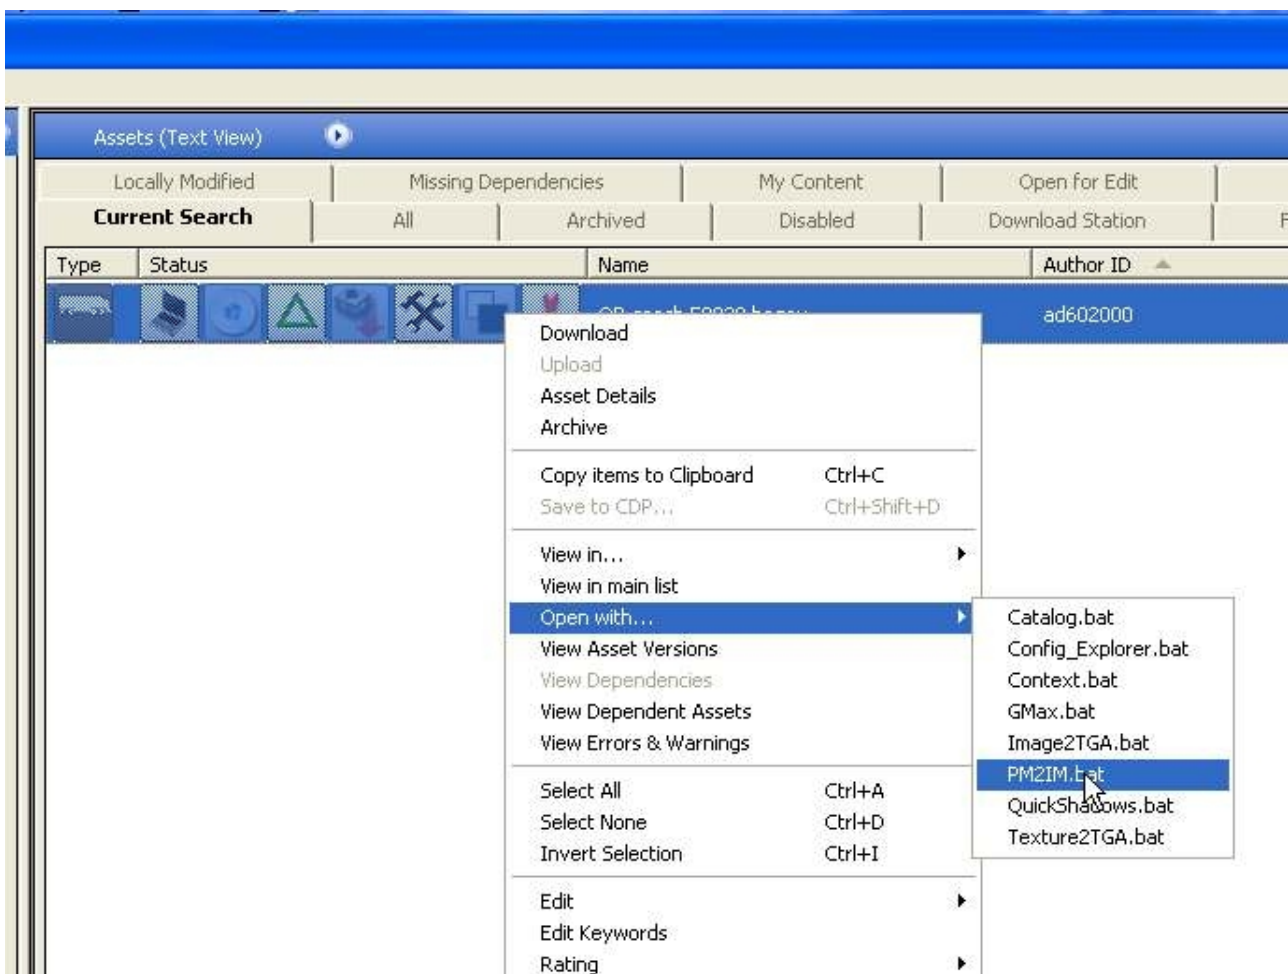 Assets (Text View)
Locally Modified Missing Dependencies My Content Open for Edit
Current Search All Archived Disabled Download Station F
Type Status Name Author ID
ad602000
Download
Upload
Asset Details
Archive
Copy items to Clipboard Ctrl+C
Save to CDP... Ctrl+Shift+D
View in...
View in main list
Open with...
View Asset Versions
View Dependencies
View Dependent Assets
View Errors & Warnings
Select All Ctrl+A
Select None Ctrl+D
Invert Selection Ctrl+I
Edit
Edit Keywords
Rating
Catalog.bat
Config_Explorer.bat
Context.bat
GMax.bat
Image2TGA.bat
PM2IM.bat
QuickShadows.bat
Texture2TGA.bat